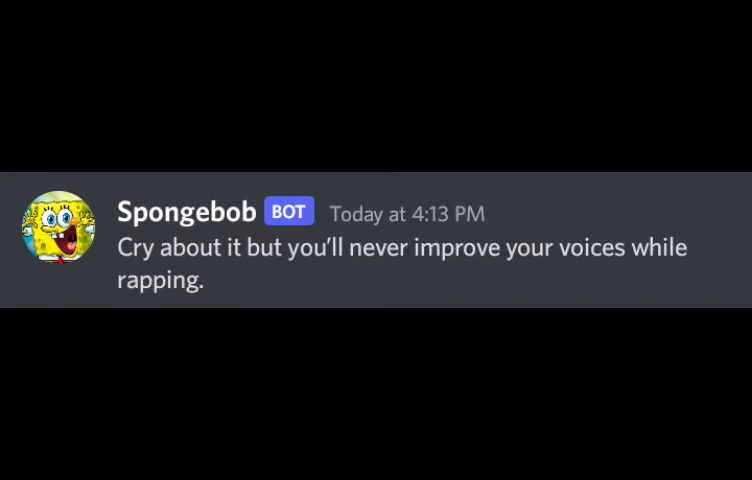 Spongebob BOT Today at 4:13 PM
Cry about it but you’ll never improve your voices while
rapping.